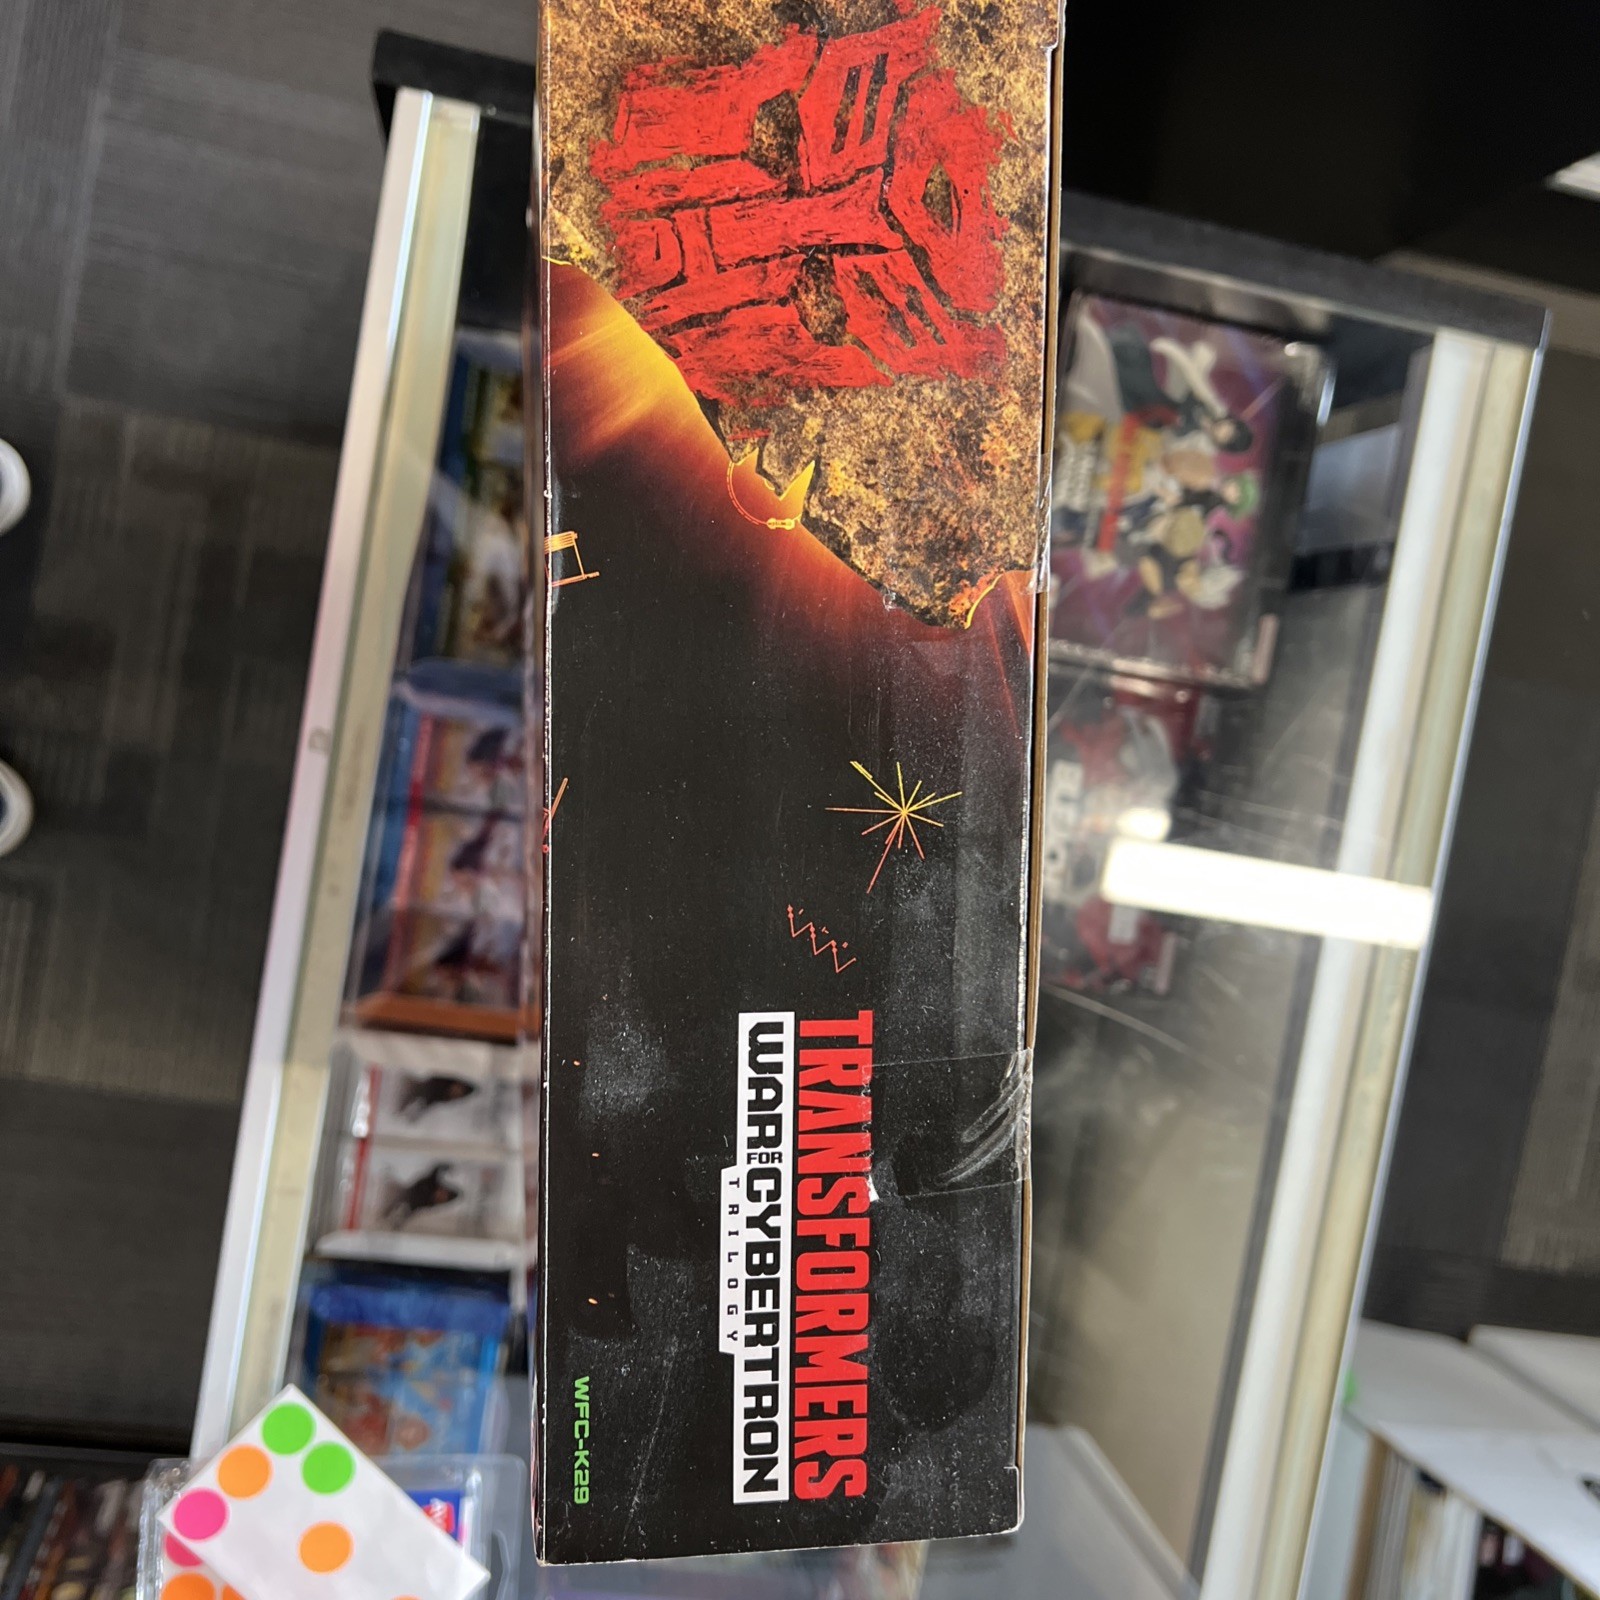 TRANSFORMERS
WAR FOR CYBERTRON
TRILOGY
WFC-K29